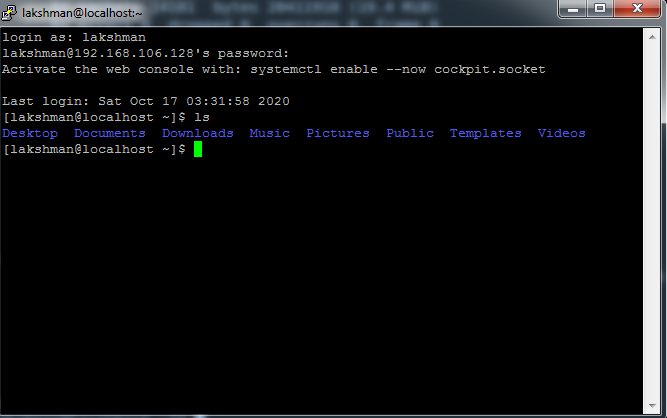 lakshman@localhost:~
login as: lakshman
lakshman@192.168.106.128's password:
Activate the web console with: systemctl enable --now cockpit.socket
Last login: Sat Oct 17 03:31:58 2020
[lakshman@localhost ~]$ ls
Desktop  Documents  Downloads  Music  Pictures  Public  Templates  Videos
[lakshman@localhost ~]$